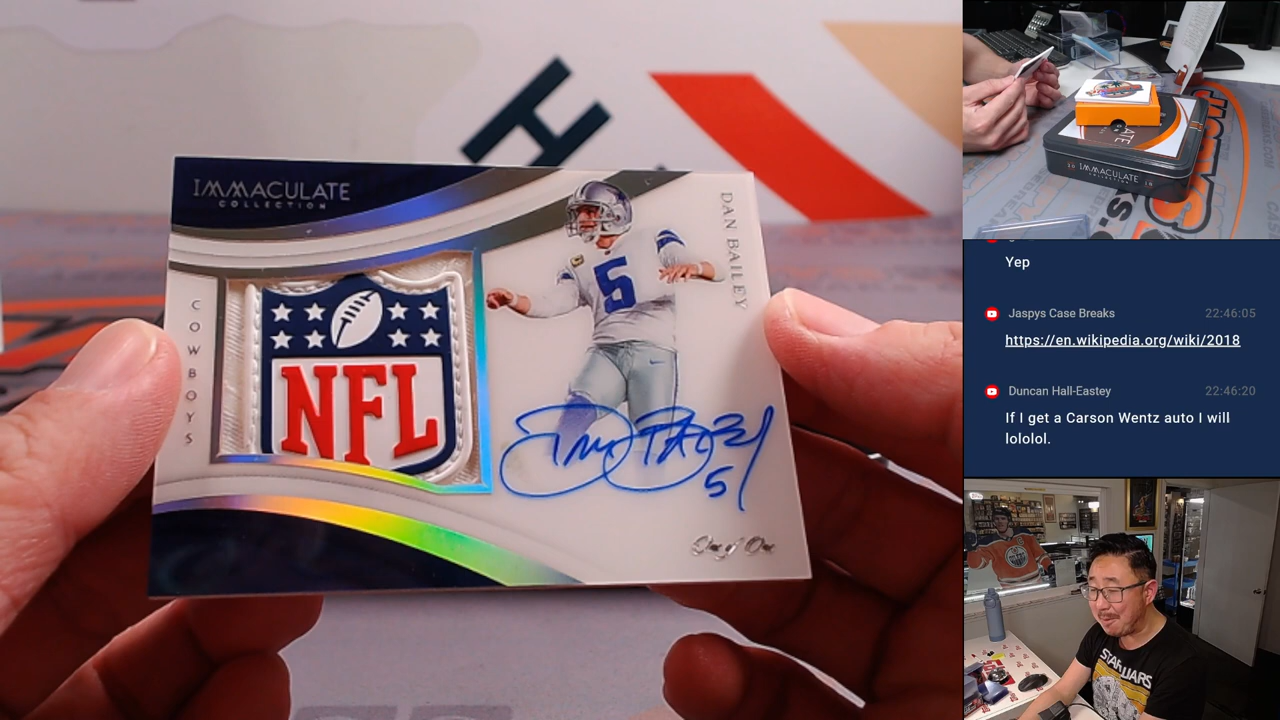 IMMACULATE
COLLECTION
DAN BAILEY
COWBOYS
NFL
5
5
One of One
H
IMMACULATE
COLLECTION
Yep
Jaspys Case Breaks 22:46:05
https://en.wikipedia.org/wiki/2018
Duncan Hall-Eastey 22:46:20
If I get a Carson Wentz auto I will
lololol.
STAR WARS